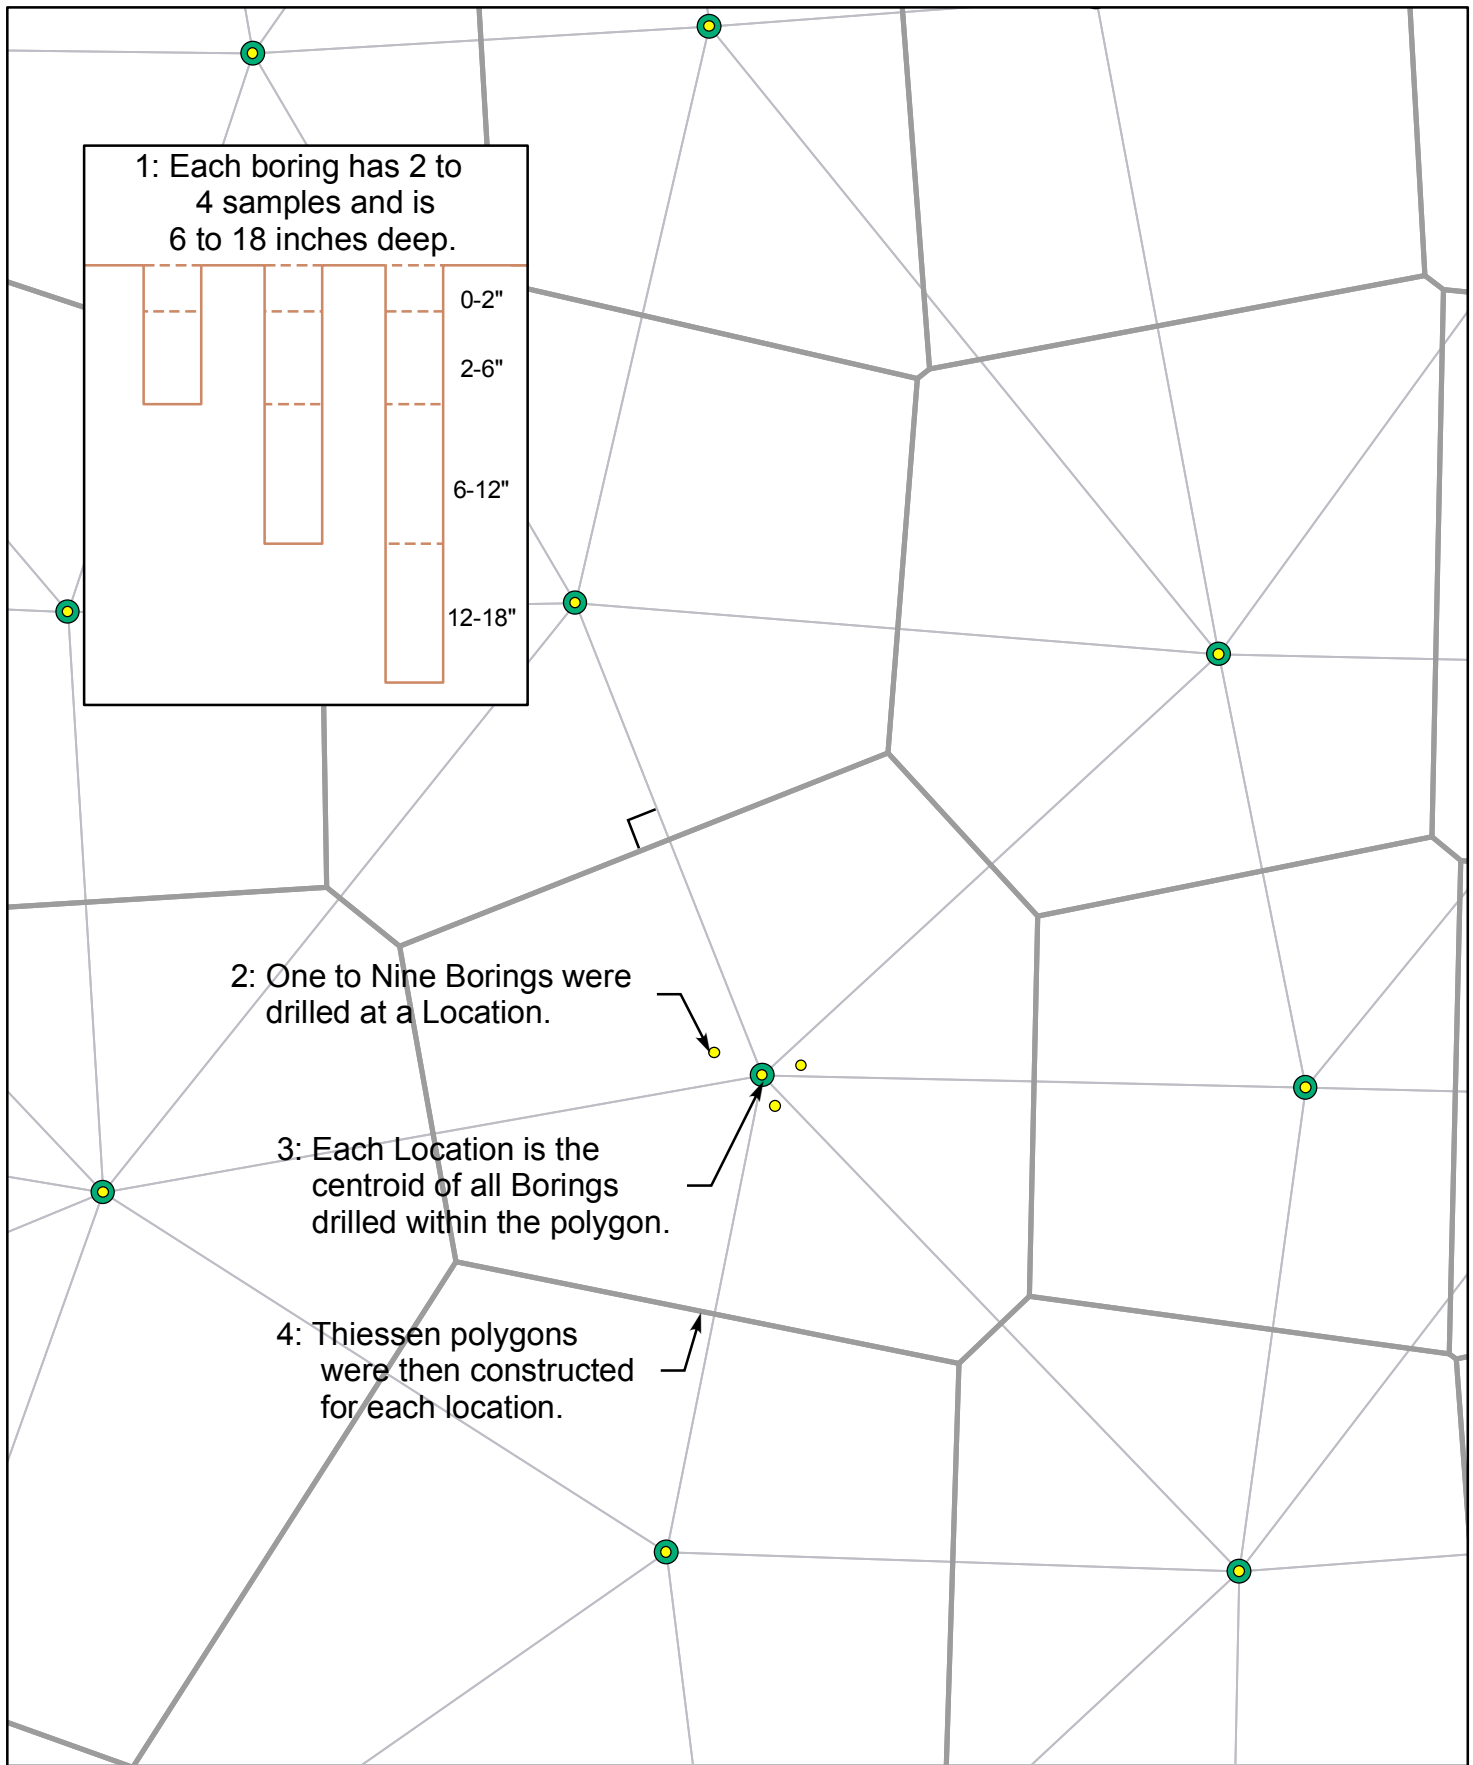 1: Each boring has 2 to
4 samples and is
6 to 18 inches deep.
0-2"
2-6"
6-12"
12-18"
2: One to Nine Borings were
drilled at a Location.
3: Each Location is the
centroid of all Borings
drilled within the polygon.
4: Thiessen polygons
were then constructed
for each location.